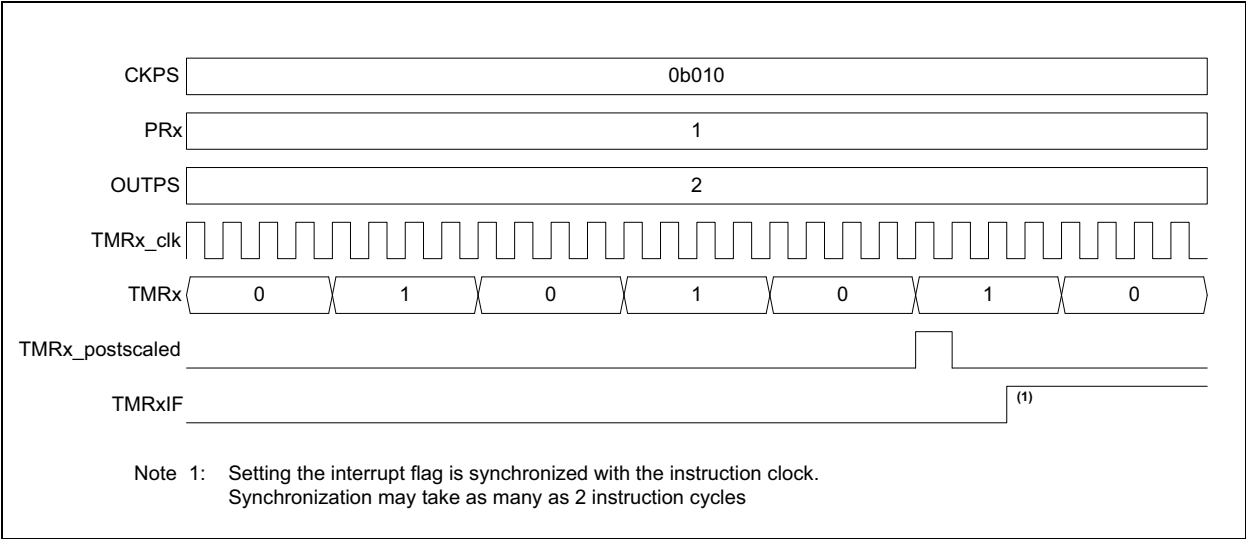 CKPS 0b010
PRx 1
OUTPS 2
TMRx_clk
TMRx 0 1 0 1 0 1 0
TMRx_postscaled
TMRxIF (1)
Note 1: Setting the interrupt flag is synchronized with the instruction clock.
Synchronization may take as many as 2 instruction cycles